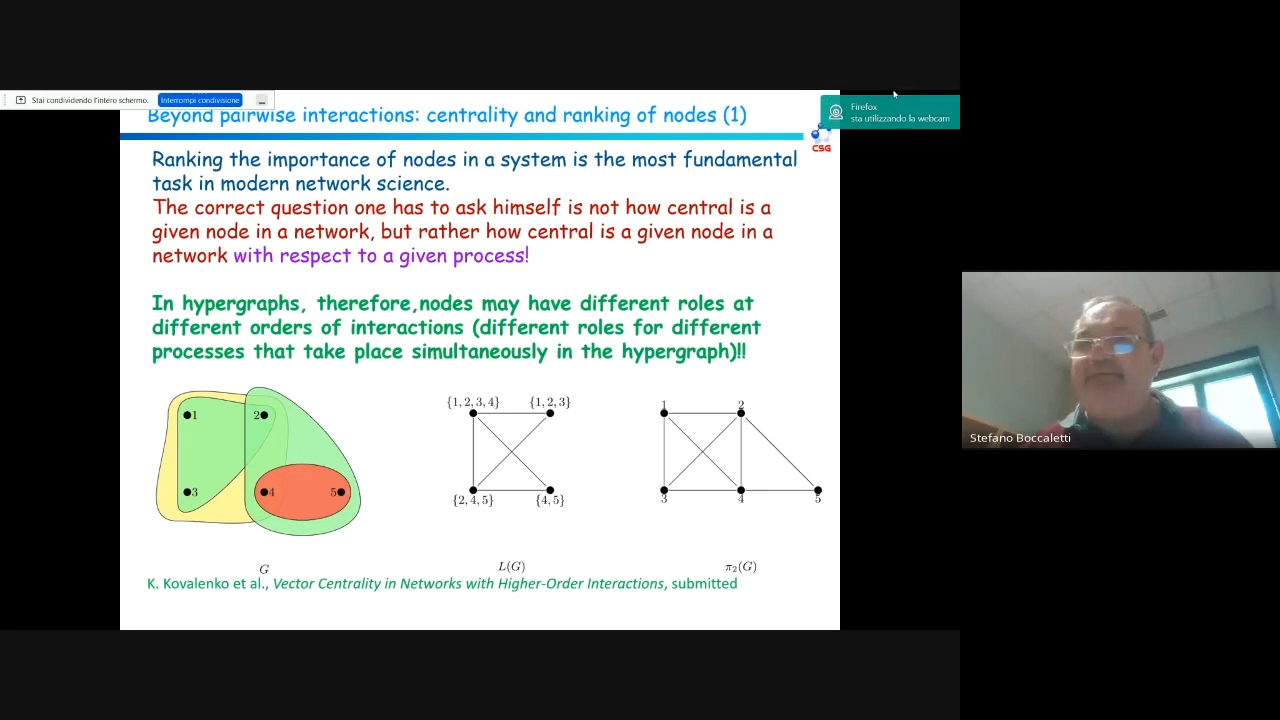 Stai condividendo l'intero schermo. Interrompi condivisione
Firefox
sta utilizzando la webcam
Beyond pairwise interactions: centrality and ranking of nodes (1)
CSG
Ranking the importance of nodes in a system is the most fundamental
task in modern network science.
The correct question one has to ask himself is not how central is a
given node in a network, but rather how central is a given node in a
network with respect to a given process!
In hypergraphs, therefore,nodes may have different roles at
different orders of interactions (different roles for different
processes that take place simultaneously in the hypergraph)!!
1 2
3 4 5
G
{1, 2, 3, 4} {1, 2, 3}
{2, 4, 5} {4, 5}
L(G)
1 2
3 4 5
π₂(G)
K. Kovalenko et al., Vector Centrality in Networks with Higher-Order Interactions, submitted
Stefano Boccaletti